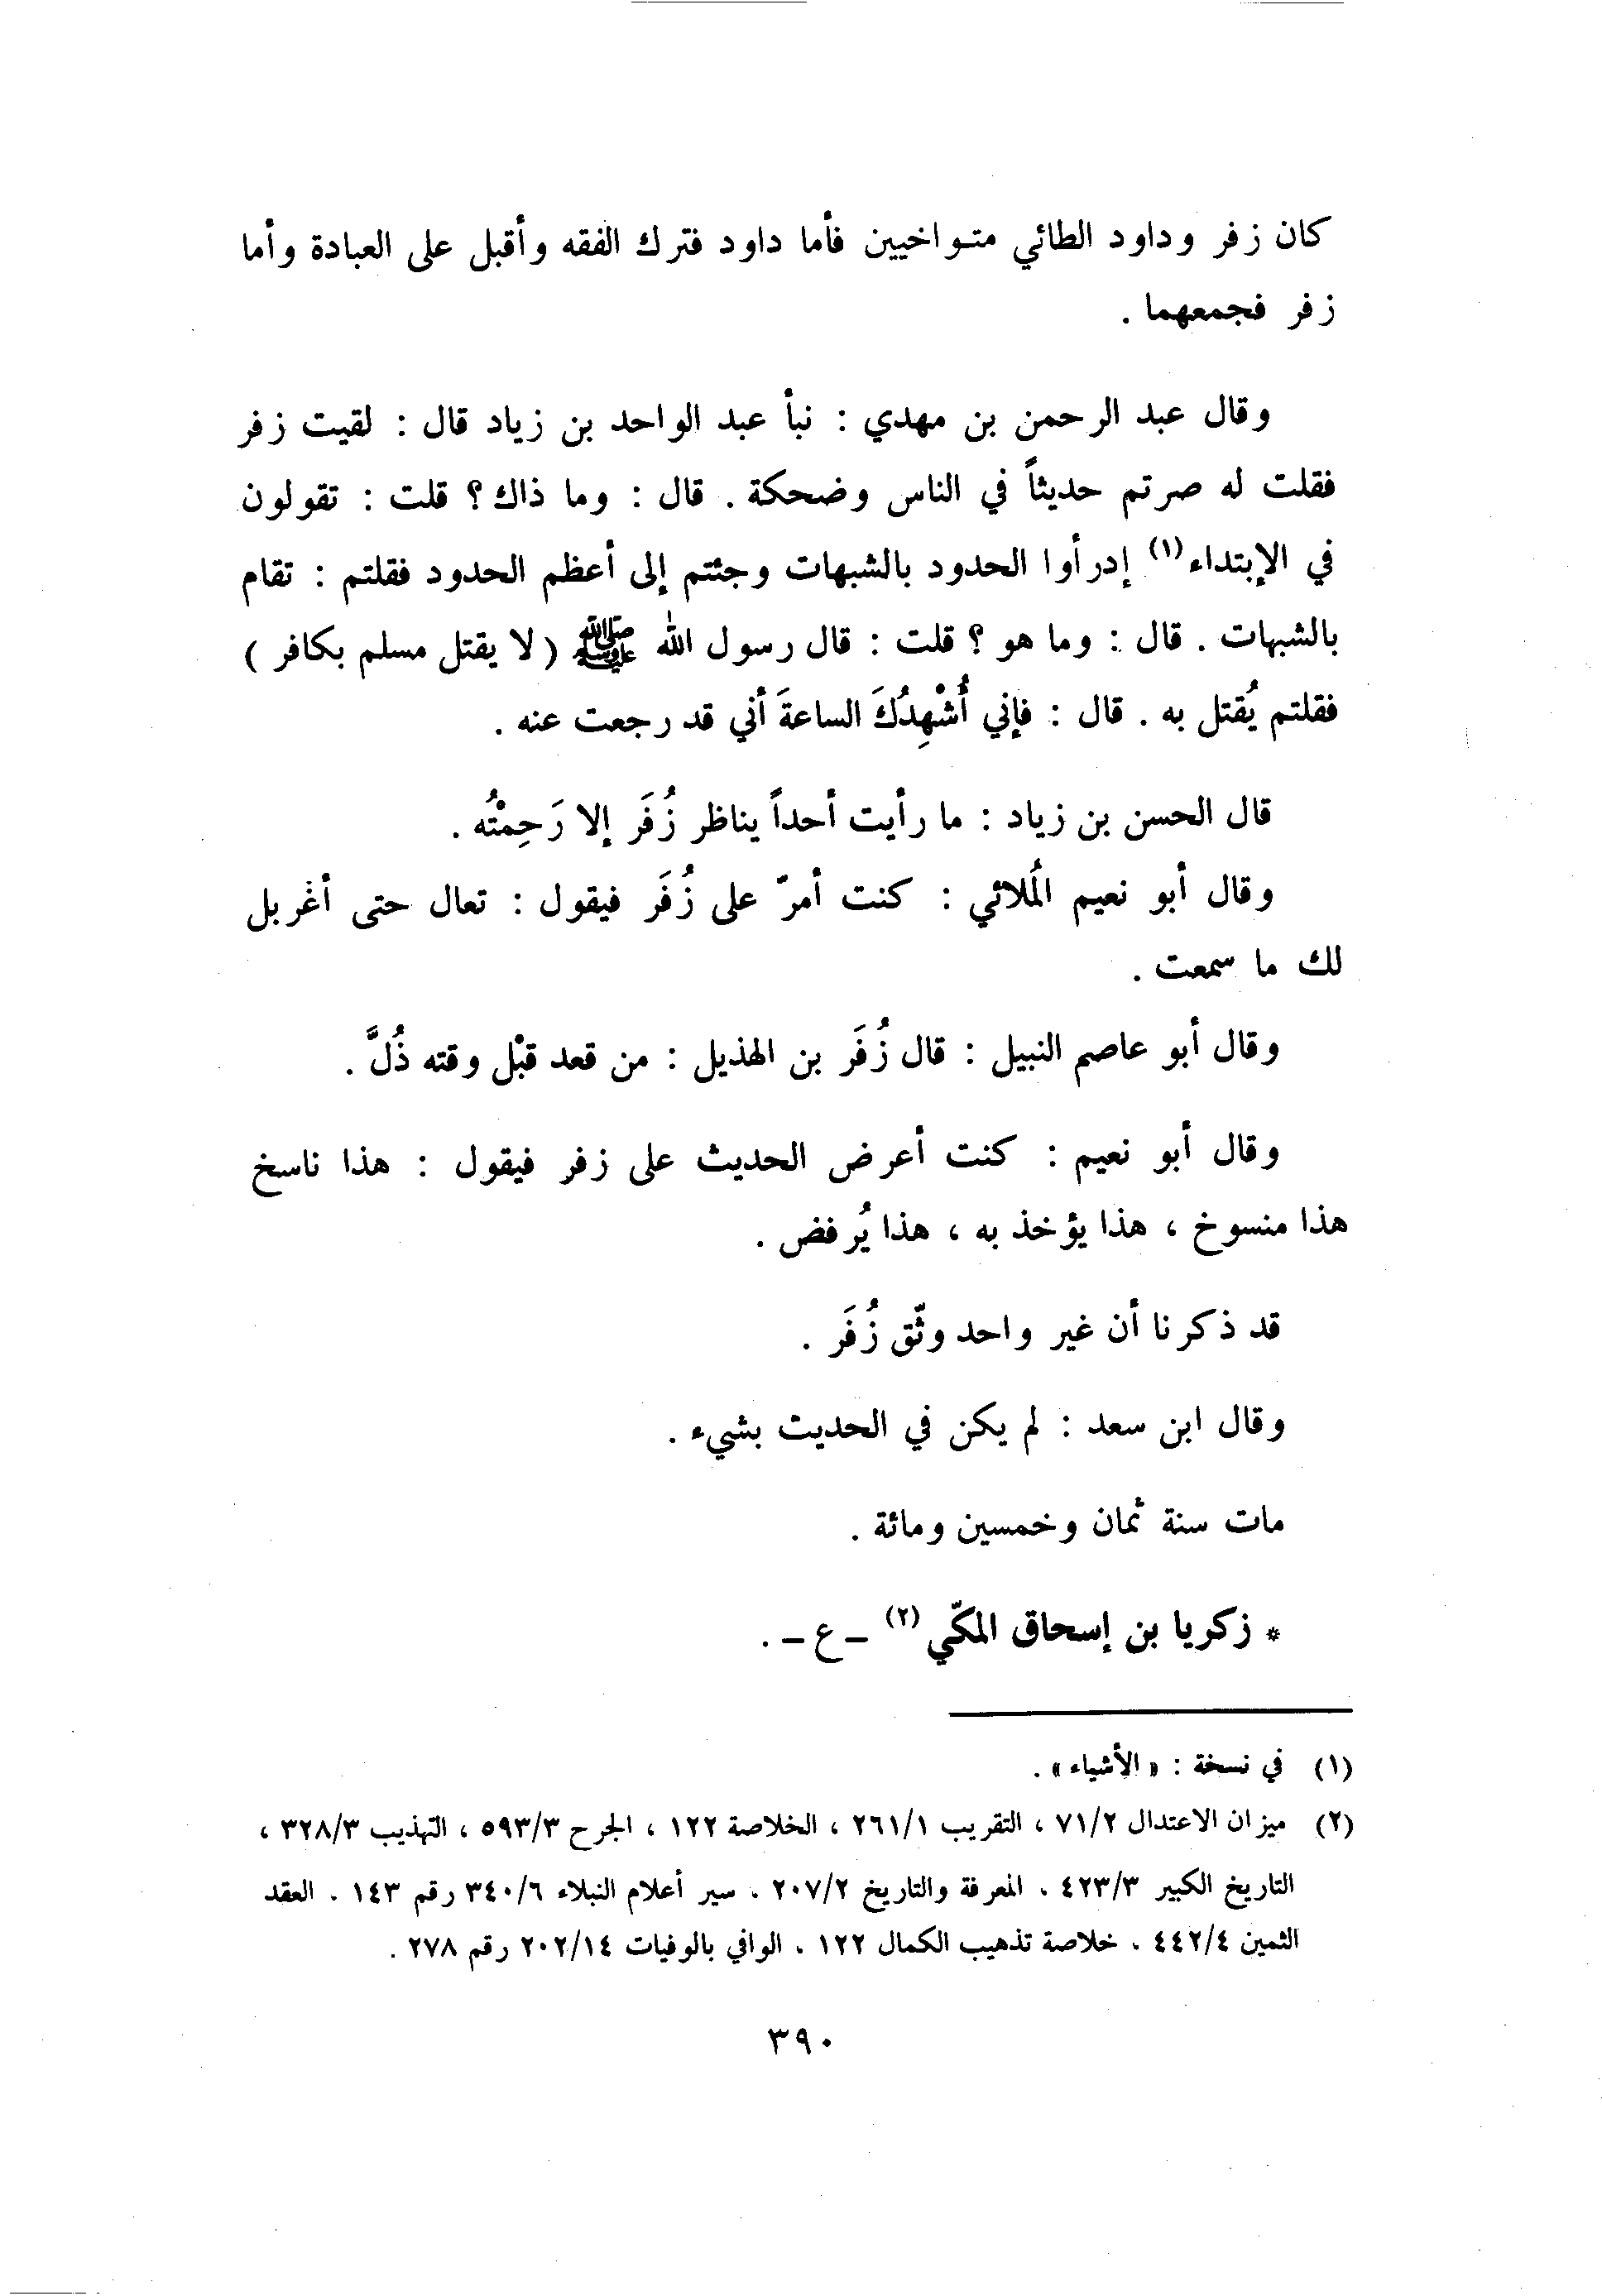 كان زفر وداود الطائي متواخيين فأما داود فترك الفقه وأقبل على العبادة وأما
زفر فجمعهما .
وقال عبد الرحمن بن مهدي : نبأ عبد الواحد بن زياد قال : لقيت زفر
فقلت له صرتم حديثاً في الناس وضحكة . قال : وما ذاك ؟ قلت : تقولون
في الإبتداء(١) إدرأوا الحدود بالشبهات وجئتم إلى أعظم الحدود فقلتم : تقام
بالشبهات . قال : وما هو ؟ قلت : قال رسول الله ﷺ ( لا يقتل مسلم بكافر )
فقلتم يُقتل به . قال : فإني أُشْهِدُكَ الساعةَ أني قد رجعت عنه .
قال الحسن بن زياد : ما رأيت أحداً يناظر زُفَر إلا رَحِمْتُه .
وقال أبو نعيم المُلائي : كنت أمرّ على زُفَر فيقول : تعال حتى أغربل
لك ما سمعت .
وقال أبو عاصم النبيل : قال زُفَر بن الهذيل : من قعد قبْل وقته ذُلَّ .
وقال أبو نعيم : كنت أعرض الحديث على زفر فيقول : هذا ناسخ
هذا منسوخ ، هذا يؤخذ به ، هذا يُرفض .
قد ذكرنا أن غير واحد وثّق زُفَر .
وقال ابن سعد : لم يكن في الحديث بشيء .
مات سنة ثمان وخمسين ومائة .
* زكريا بن إسحاق المكّي (٢) - ع - .
(١) في نسخة : « الأشياء » .
(٢) ميزان الاعتدال ٧١/٢ ، التقريب ٢٦١/١ ، الخلاصة ١٢٢ ، الجرح ٥٩٣/٣ ، التهذيب ٣٢٨/٣ ،
التاريخ الكبير ٤٢٣/٣ . المعرفة والتاريخ ٢٠٧/٢ . سير أعلام النبلاء ٣٤٠/٦ رقم ١٤٣ . العقد
الثمين ٤٤٢/٤ . خلاصة تذهيب الكمال ١٢٢ . الوافي بالوفيات ٢٠٢/١٤ رقم ٢٧٨ .
٣٩٠